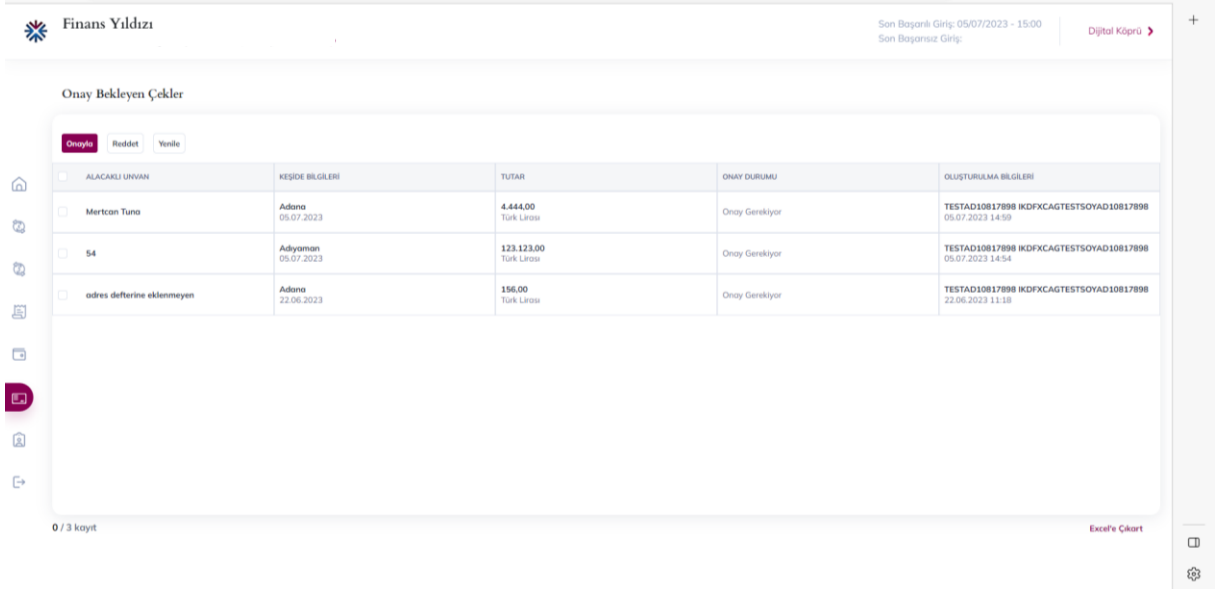 Finans Yıldızı
Son Başarılı Giriş: 05/07/2023 - 15:00
Son Başarısız Giriş:
Dijital Köprü
Onay Bekleyen Çekler
Onayla Reddet Yenile
ALACAKLI UNVAN KEŞİDE BİLGİLERİ TUTAR ONAY DURUMU OLUŞTURULMA BİLGİLERİ
Mertcan Tuna Adana 4.444,00 Onay Gerekiyor TESTAD10817898 IKDFXCAGTESTSOYAD10817898
05.07.2023 Türk Lirası 05.07.2023 14:59
54 Adıyaman 123.123,00 Onay Gerekiyor TESTAD10817898 IKDFXCAGTESTSOYAD10817898
05.07.2023 Türk Lirası 05.07.2023 14:54
adres defterine eklenmeyen Adana 156,00 Onay Gerekiyor TESTAD10817898 IKDFXCAGTESTSOYAD10817898
22.06.2023 Türk Lirası 22.06.2023 11:18
0 / 3 kayıt
Excel'e Çıkart